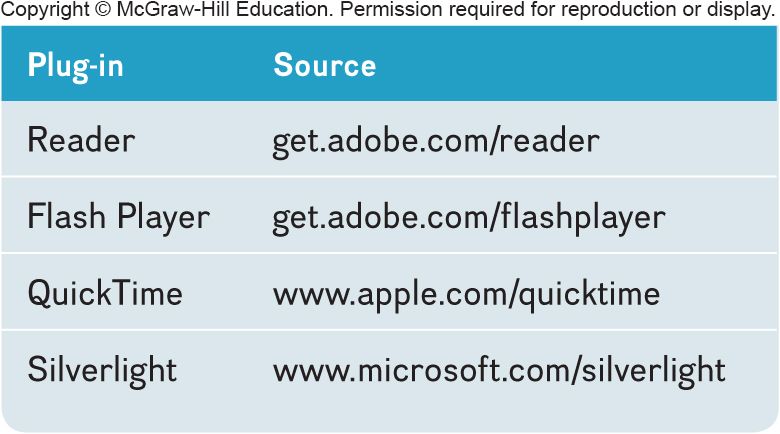 Copyright © McGraw-Hill Education. Permission required for reproduction or display.
Plug-in Source
Reader get.adobe.com/reader
Flash Player get.adobe.com/flashplayer
QuickTime www.apple.com/quicktime
Silverlight www.microsoft.com/silverlight